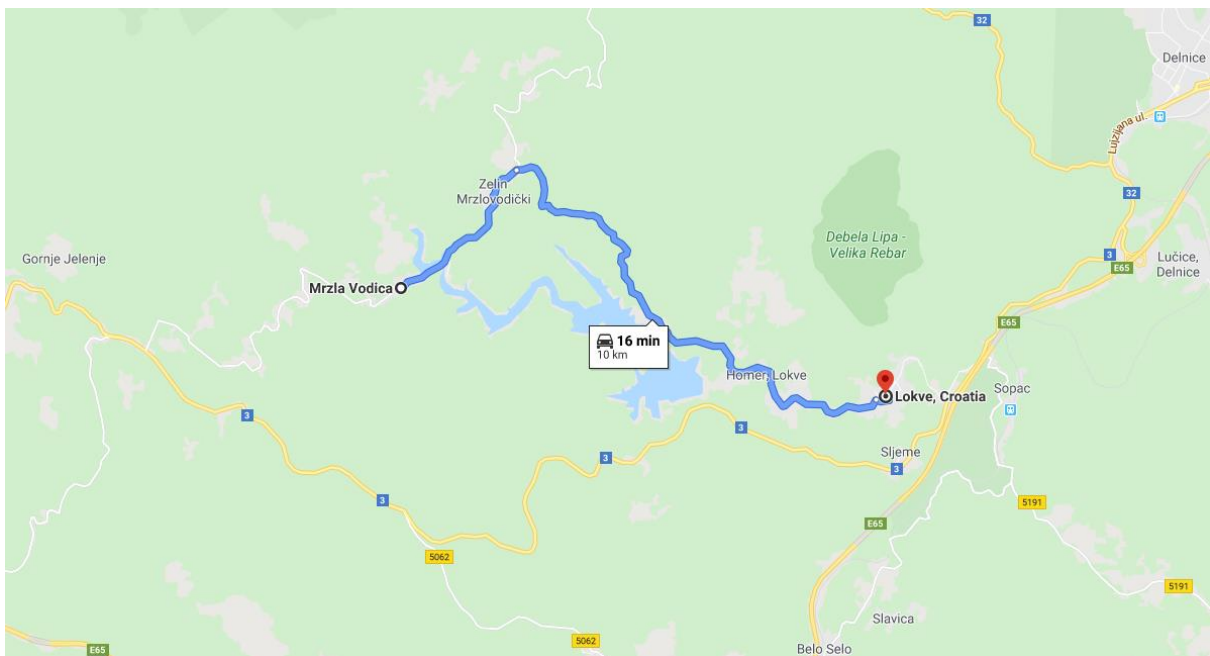 32
Delnice
Lujzijana ul.
Zelin
Mrzlovodički
32
Debela Lipa -
Velika Rebar
Gornje Jelenje
3
Lučice,
Delnice
E65
Mrzla Vodica
E65
16 min
10 km
Homer, Lokve
Lokve, Croatia
Sopac
3
3
Sljeme
3
3
3
5191
E65
5062
5191
Slavica
5062
E65
Belo Selo